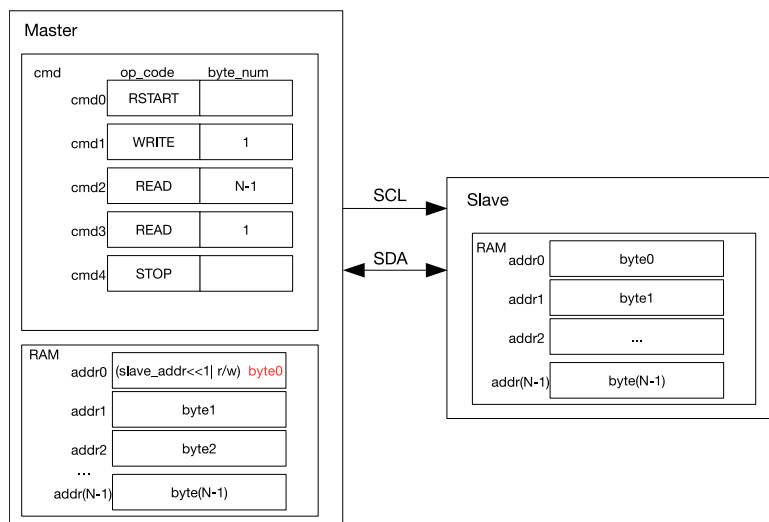 Master
cmd op_code byte_num
cmd0 RSTART
cmd1 WRITE 1
cmd2 READ N-1
cmd3 READ 1
cmd4 STOP
RAM
addr0 (slave_addr<<1| r/w) byte0
addr1 byte1
addr2 byte2
...
addr(N-1) byte(N-1)
SCL
SDA
Slave
RAM
addr0 byte0
addr1 byte1
addr2 ...
addr(N-1) byte(N-1)